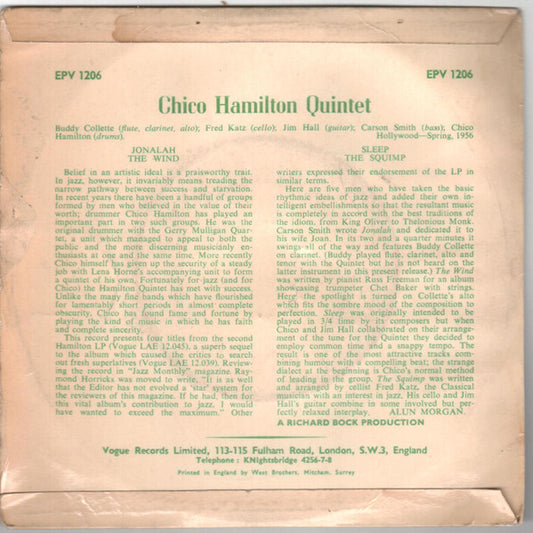 EPV 1206
EPV 1206
Chico Hamilton Quintet
Buddy Collette (flute, clarinet, alto); Fred Katz (cello); Jim Hall (guitar); Carson Smith (bass); Chico
Hamilton (drums). Hollywood—Spring, 1956
JONALAH
THE WIND
Belief in an artistic ideal is a praisworthy trait.
In jazz, however, it invariably means treading the
narrow pathway between success and starvation.
In recent years there have been a handful of groups
formed by men who believed in the value of their
worth; drummer Chico Hamilton has played an
important part in two such groups. He was the
original drummer with the Gerry Mulligan Quar-
tet, a unit which managed to appeal to both the
public and the more discerning musicianly en-
thusiasts at one and the same time. More recently
Chico himself has given up the security of a steady
job with Lena Horne's accompanying unit to form
a quintet of his own. Fortunately for jazz (and for
Chico) the Hamilton Quintet has met with success.
Unlike the many fine bands which have flourished
for lamentably short periods in almost complete
obscurity, Chico has found fame and fortune by
playing the kind of music in which he has faith
and complete sincerity.
This record presents four titles from the second
Hamilton LP (Vogue LAE 12.045), a superb sequel
to the album which caused the critics to search
out fresh superlatives (Vogue LAE 12.039). Review-
ing the record in "Jazz Monthly" magazine Ray-
mond Horricks was moved to write, "It is as well
that the Editor has not evolved a 'star' system for
the reviewers of this magazine. If he had, then for
this vital album's contribution to jazz, I would
have wanted to exceed the maximum." Other
SLEEP
THE SQUIMP
writers expressed their endorsement of the LP in
similar terms.
Here are five men who have taken the basic
rhythmic ideas of jazz and added their own in-
telligent embellishments so that the resultant music
is completely in accord with the best traditions of
the idiom, from King Oliver to Thelonious Monk.
Carson Smith wrote Jonalah and dedicated it to
his wife Joan. In its two and a quarter minutes it
swings all of the way and features Buddy Collette
on clarinet. (Buddy played flute, clarinet, alto and
tenor with the Quintet but he is not heard on the
latter instrument in this present release.) The Wind
was written by pianist Russ Freeman for an album
showcasing trumpeter Chet Baker with strings.
Here the spotlight is turned on Collette's alto
which fits the sombre mood of the composition to
perfection. Sleep was originally intended to be
played in 3/4 time by its composers but when
Chico and Jim Hall collaborated on their arrange-
ment of the tune for the Quintet they decided to
employ common time and a snappy tempo. The
result is one of the most attractive tracks com-
bining humour with a compelling beat; the strange
dialect at the beginning is Chico's normal method
of leading in the group. The Squimp was written
and arranged by cellist Fred Katz, the Classical
musician with an interest in jazz. His cello and Jim
Hall's guitar combine in some involved but per-
fectly relaxed interplay. ALUN MORGAN.
A RICHARD BOCK PRODUCTION
Vogue Records Limited, 113-115 Fulham Road, London, S.W.3, England
Telephone : KNIghtsbridge 4256-7-8
Printed in England by West Brothers, Mitcham, Surrey